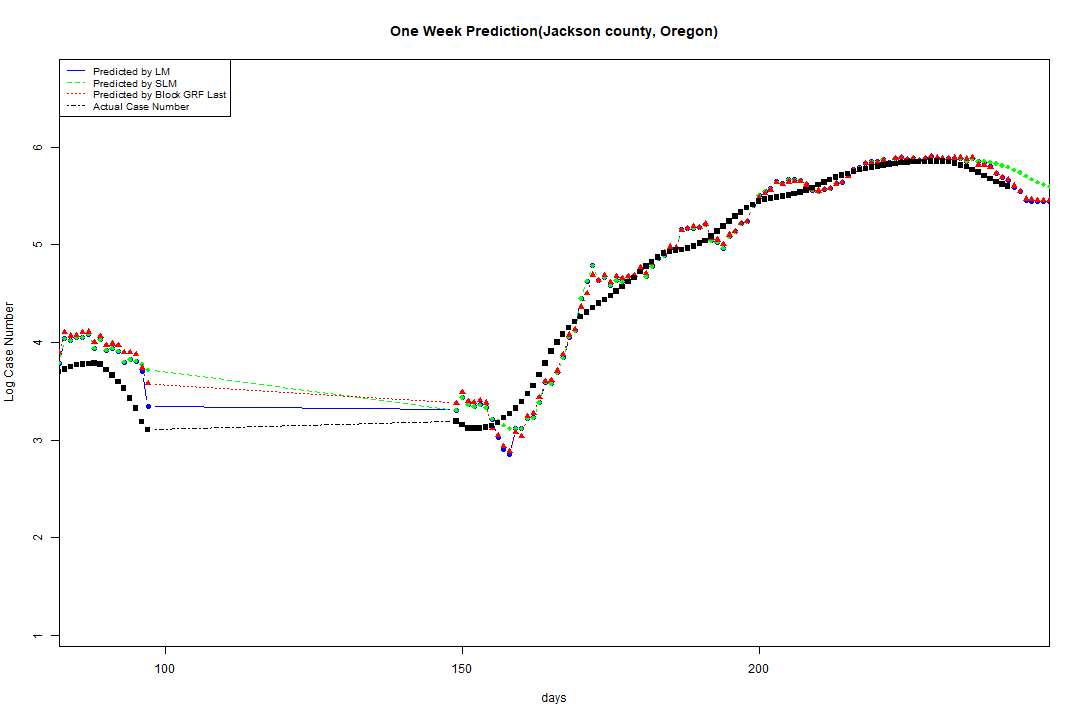 One Week Prediction(Jackson county, Oregon)
Predicted by LM
Predicted by SLM
Predicted by Block GRF Last
Actual Case Number
6
5
4
3
2
1
Log Case Number
100 150 200
days